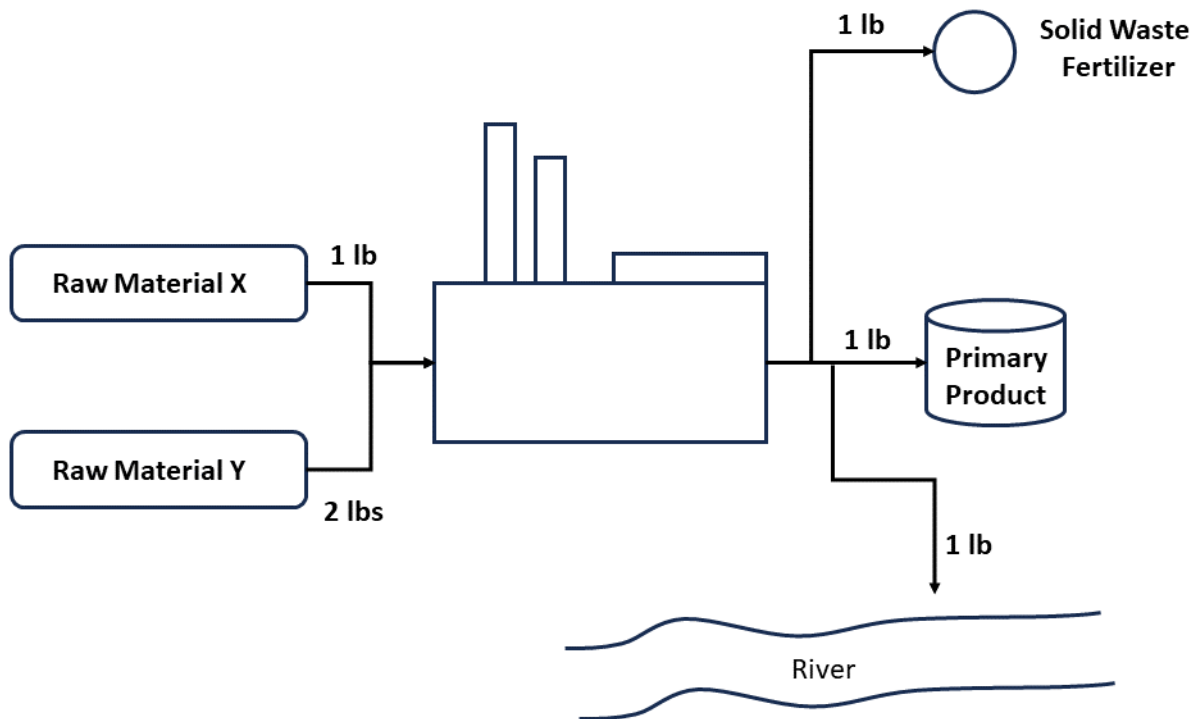 1 lb
Solid Waste
Fertilizer
1 lb
Raw Material X
1 lb
Primary
Product
Raw Material Y
2 lbs
1 lb
River